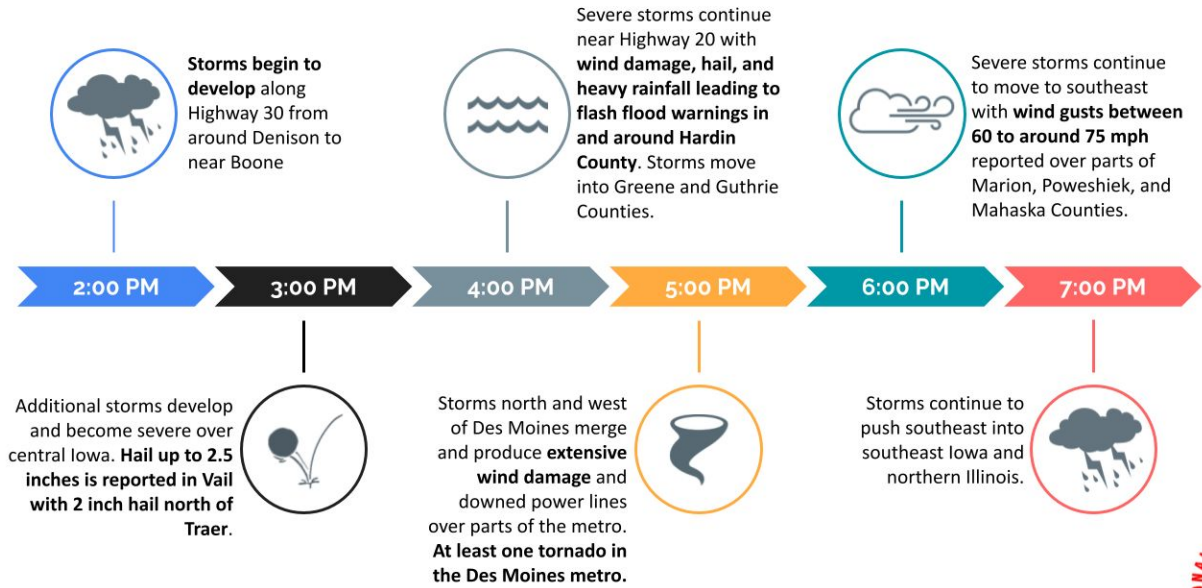 Storms begin to
develop along
Highway 30 from
around Denison to
near Boone
Severe storms continue
near Highway 20 with
wind damage, hail, and
heavy rainfall leading to
flash flood warnings in
and around Hardin
County. Storms move
into Greene and Guthrie
Counties.
Severe storms continue
to move to southeast
with wind gusts between
60 to around 75 mph
reported over parts of
Marion, Poweshiek, and
Mahaska Counties.
2:00 PM
3:00 PM
4:00 PM
5:00 PM
6:00 PM
7:00 PM
Additional storms develop
and become severe over
central Iowa. Hail up to 2.5
inches is reported in Vail
with 2 inch hail north of
Traer.
Storms north and west
of Des Moines merge
and produce extensive
wind damage and
downed power lines
over parts of the metro.
At least one tornado in
the Des Moines metro.
Storms continue to
push southeast into
southeast Iowa and
northern Illinois.